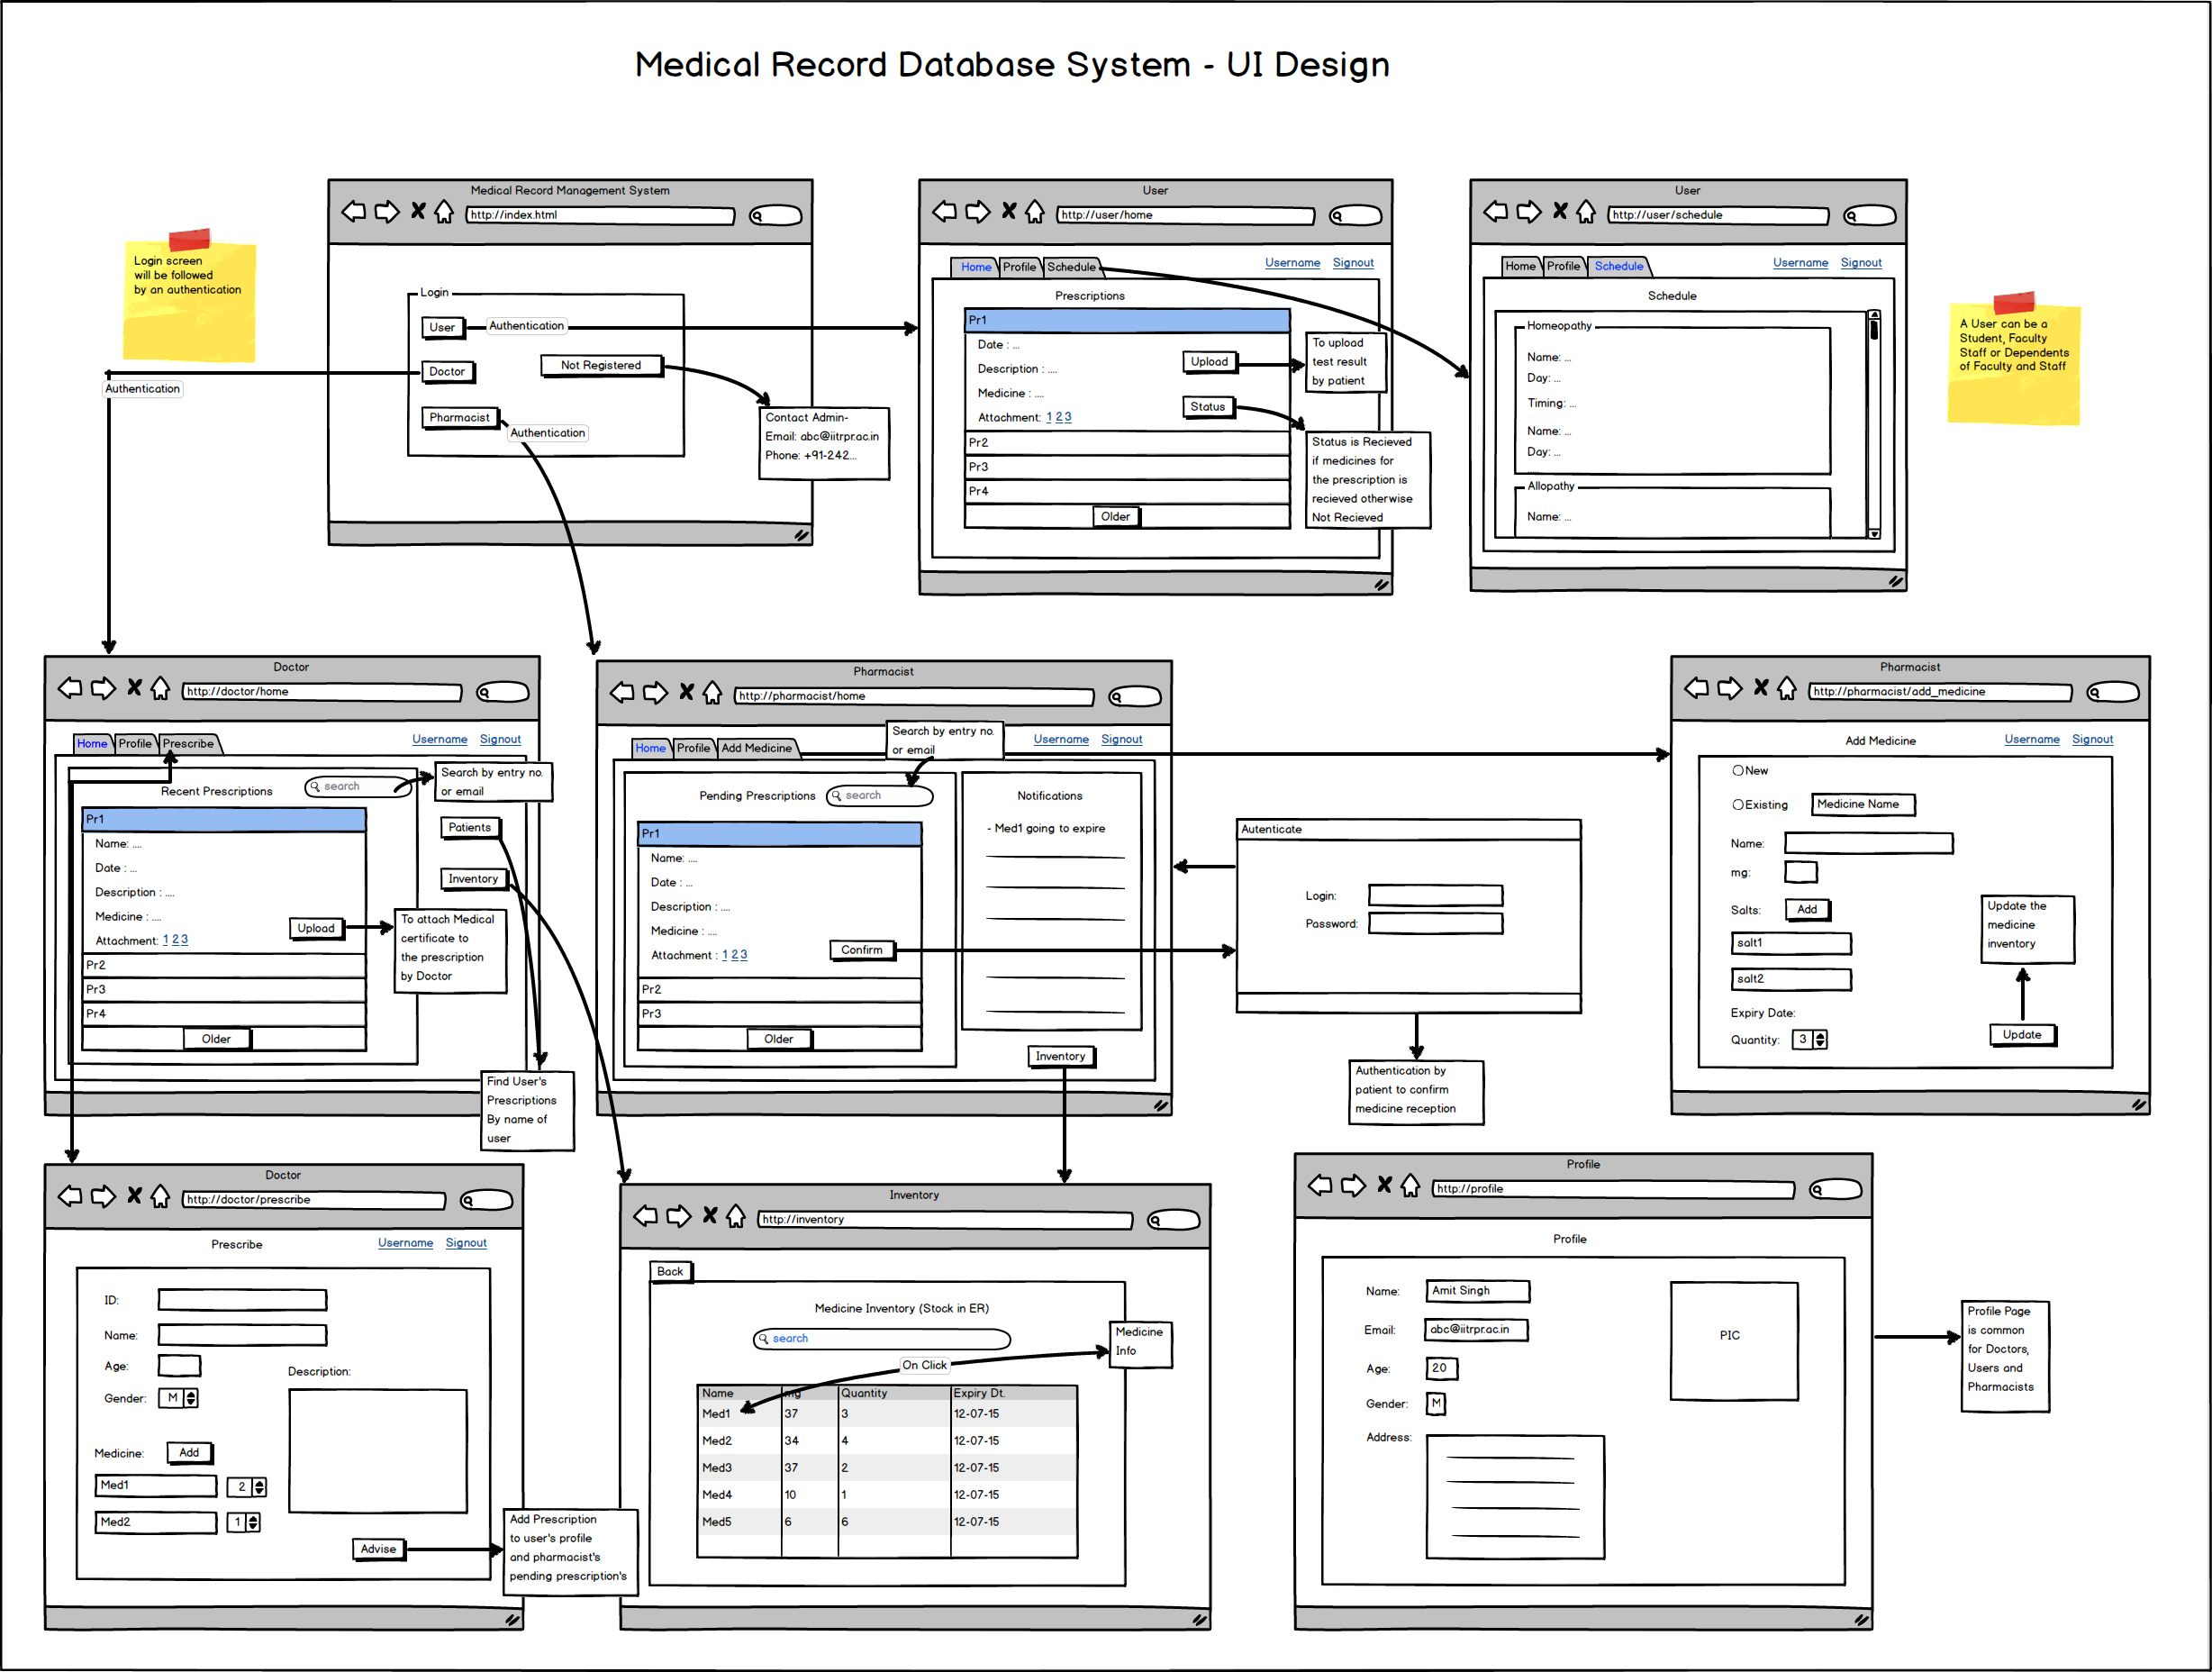 Medical Record Database System - UI Design
Login screen
will be followed
by an authentication
Medical Record Management System
http://index.html
Login
User
Authentication
Doctor
Not Registered
Authentication
Pharmacist
Authentication
Contact Admin-
Email: abc@iitrpr.ac.in
Phone: +91-242...
User
http://user/home
Home
Profile
Schedule
Username
Signout
Prescriptions
Pr1
Date : ...
Description : ....
Medicine : ....
Attachment: 1 2 3
Upload
Status
To upload
test result
by patient
Status is Recieved
if medicines for
the prescription is
recieved otherwise
Not Recieved
Pr2
Pr3
Pr4
Older
User
http://user/schedule
Home
Profile
Schedule
Username
Signout
Schedule
Homeopathy
Name: ...
Day: ...
Timing: ...
Name: ...
Day: ...
Allopathy
Name: ...
A User can be a
Student, Faculty
Staff or Dependents
of Faculty and Staff
Doctor
http://doctor/home
Home
Profile
Prescribe
Username
Signout
Recent Prescriptions
search
Search by entry no.
or email
Pr1
Name: ....
Date : ...
Description : ....
Medicine : ....
Attachment: 1 2 3
Upload
Patients
Inventory
To attach Medical
certificate to
the prescription
by Doctor
Pr2
Pr3
Pr4
Older
Find User's
Prescriptions
By name of
user
Pharmacist
http://pharmacist/home
Home
Profile
Add Medicine
Search by entry no.
or email
Username
Signout
Pending Prescriptions
search
Pr1
Name: ....
Date : ...
Description : ....
Medicine : ....
Attachment : 1 2 3
Confirm
Pr2
Pr3
Older
Notifications
- Med1 going to expire
Inventory
Autenticate
Login:
Password:
Authentication by
patient to confirm
medicine reception
Pharmacist
http://pharmacist/add_medicine
Add Medicine
Username
Signout
New
Existing
Medicine Name
Name:
mg:
Salts:
Add
salt1
salt2
Expiry Date:
Quantity:
3
Update the
medicine
inventory
Update
Doctor
http://doctor/prescribe
Prescribe
Username
Signout
ID:
Name:
Age:
Gender:
M
Description:
Medicine:
Add
Med1
2
Med2
1
Advise
Add Prescription
to user's profile
and pharmacist's
pending prescription's
Inventory
http://inventory
Back
Medicine Inventory (Stock in ER)
search
Medicine
Info
On Click
Name mg Quantity Expiry Dt.
Med1 37 3 12-07-15
Med2 34 4 12-07-15
Med3 37 2 12-07-15
Med4 10 1 12-07-15
Med5 6 6 12-07-15
Profile
http://profile
Profile
Name:
Amit Singh
Email:
abc@iitrpr.ac.in
Age:
20
Gender:
M
Address:
PIC
Profile Page
is common
for Doctors,
Users and
Pharmacists